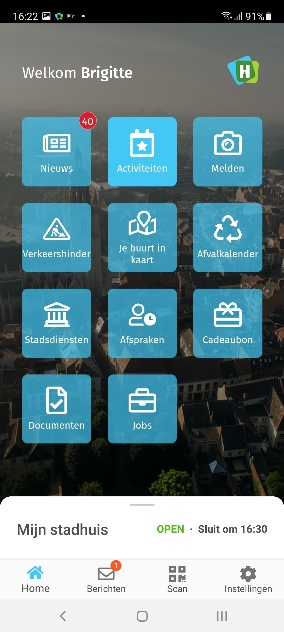 16:22
91%
Welkom Brigitte
H
40
Nieuws
Activiteiten
Melden
Verkeershinder
Je buurt in
kaart
Afvalkalender
Stadsdiensten
Afspraken
Cadeaubon
Documenten
Jobs
Mijn stadhuis
OPEN · Sluit om 16:30
1
Home
Berichten
Scan
Instellingen